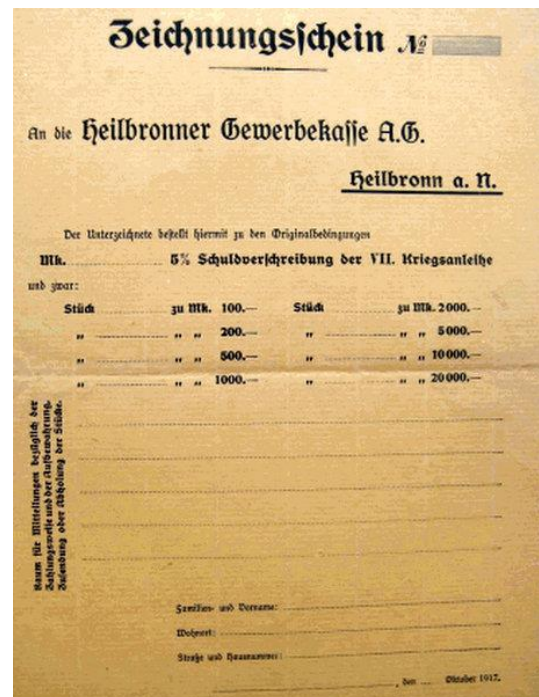 Zeichnungsschein №
An die Heilbronner Gewerbekasse A.G.
Heilbronn a. N.
Der Unterzeichnete bestellt hiermit zu den Originalbedingungen
Mk. 5% Schuldverschreibung der VII. Kriegsanleihe
und zwar:
Stück zu Mk. 100.— Stück zu Mk. 2000.—
„ „ „ 200.— „ „ „ 5000.—
„ „ „ 500.— „ „ „ 10000.—
„ „ „ 1000.— „ „ „ 20000.—
Raum für Mitteilungen bezüglich der
Zahlungsweise und der Aufbewahrung,
Zusendung oder Abholung der Stücke.
Familien- und Vorname:
Wohnort:
Straße und Hausnummer:
, den Oktober 1917.